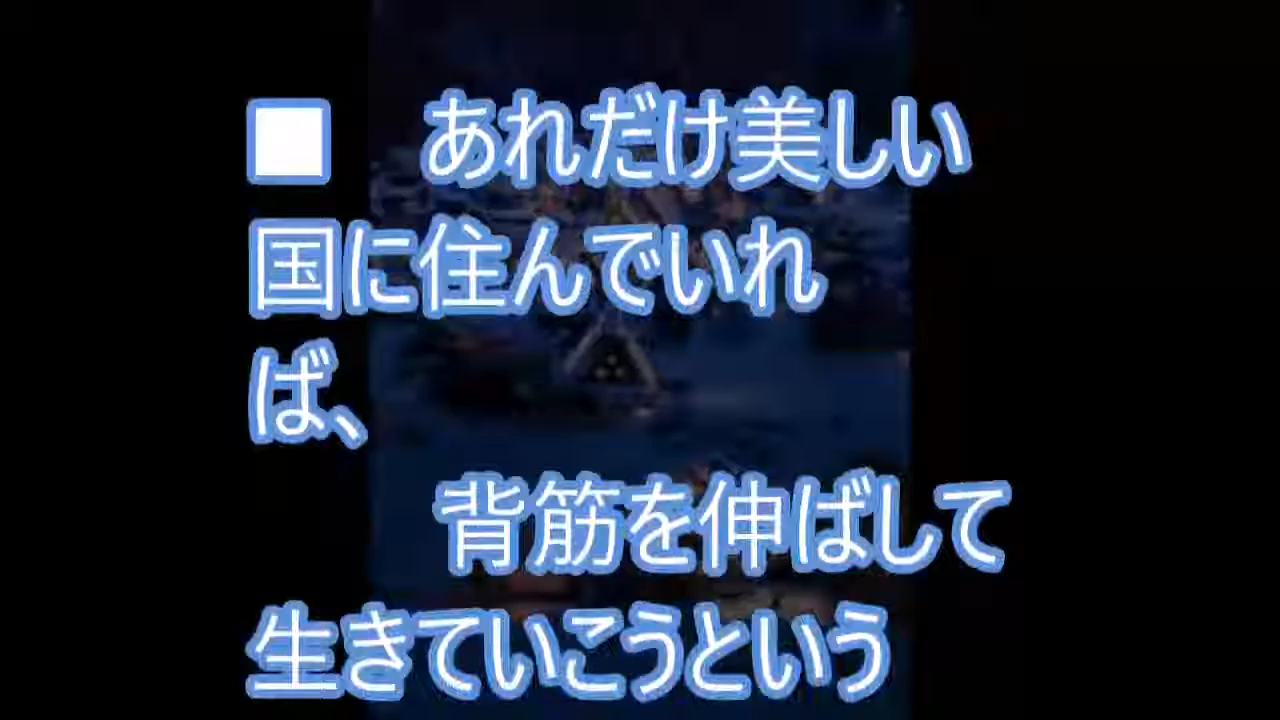 ■　あれだけ美しい
国に住んでいれ
ば、
背筋を伸ばして
生きていこうという